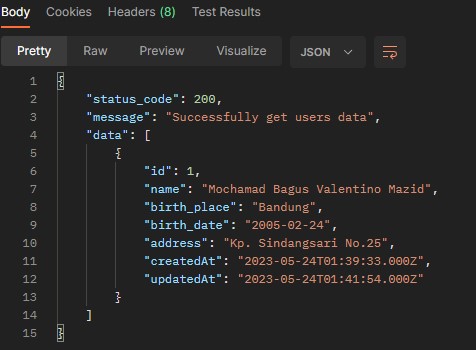 Body Cookies Headers (8) Test Results
Pretty Raw Preview Visualize JSON
1 {
2 "status_code": 200,
3 "message": "Successfully get users data",
4 "data": [
5 {
6 "id": 1,
7 "name": "Mochamad Bagus Valentino Mazid",
8 "birth_place": "Bandung",
9 "birth_date": "2005-02-24",
10 "address": "Kp. Sindangsari No.25",
11 "createdAt": "2023-05-24T01:39:33.000Z",
12 "updatedAt": "2023-05-24T01:41:54.000Z"
13 }
14 ]
15 }